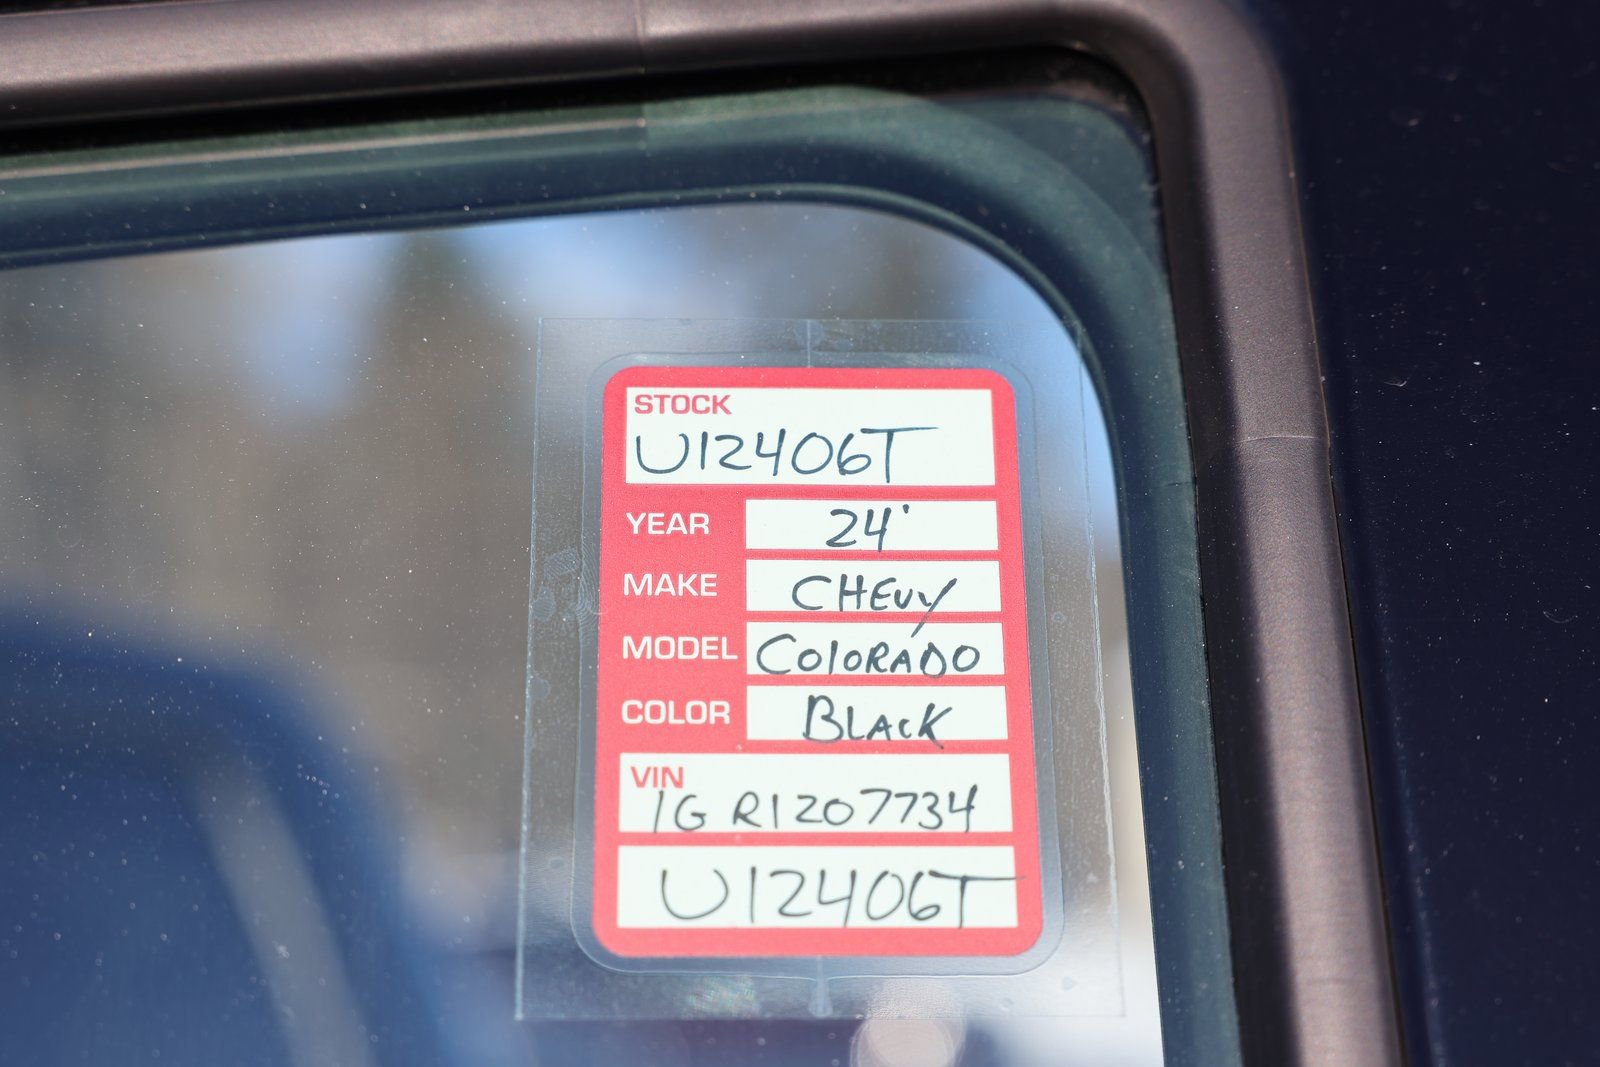 STOCK
U12406T
YEAR 24'
MAKE CHEVY
MODEL COLORADO
COLOR BLACK
VIN
1G R1207734
U12406T